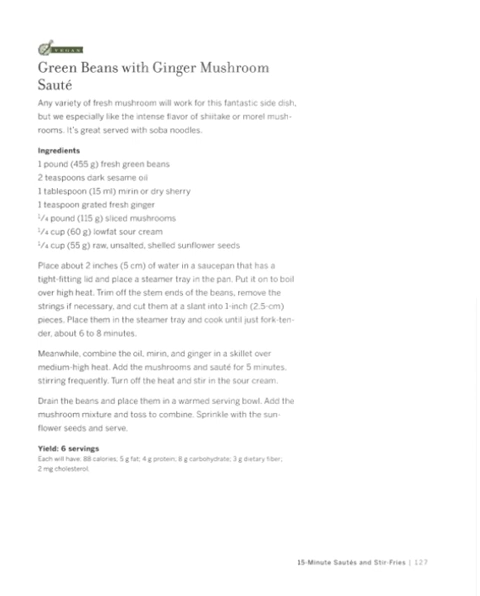 VEGAN
Green Beans with Ginger Mushroom
Sauté
Any variety of fresh mushroom will work for this fantastic side dish,
but we especially like the intense flavor of shiitake or morel mush-
rooms. It's great served with soba noodles.
Ingredients
1 pound (455 g) fresh green beans
2 teaspoons dark sesame oil
1 tablespoon (15 ml) mirin or dry sherry
1 teaspoon grated fresh ginger
1/4 pound (115 g) sliced mushrooms
1/4 cup (60 g) lowfat sour cream
1/4 cup (55 g) raw, unsalted, shelled sunflower seeds
Place about 2 inches (5 cm) of water in a saucepan that has a
tight-fitting lid and place a steamer tray in the pan. Put it on to boil
over high heat. Trim off the stem ends of the beans, remove the
strings if necessary, and cut them at a slant into 1-inch (2.5-cm)
pieces. Place them in the steamer tray and cook until just fork-ten-
der, about 6 to 8 minutes.
Meanwhile, combine the oil, mirin, and ginger in a skillet over
medium-high heat. Add the mushrooms and sauté for 5 minutes,
stirring frequently. Turn off the heat and stir in the sour cream.
Drain the beans and place them in a warmed serving bowl. Add the
mushroom mixture and toss to combine. Sprinkle with the sun-
flower seeds and serve.
Yield: 6 servings
Each will have: 88 calories; 5 g fat; 4 g protein; 8 g carbohydrate; 3 g dietary fiber;
2 mg cholesterol.
15-Minute Sautés and Stir-Fries | 127